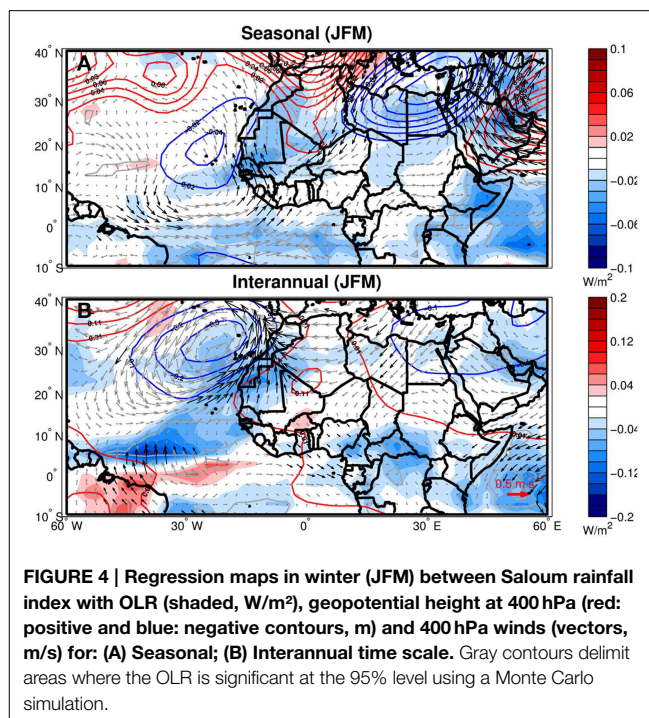 Seasonal (JFM)
A
40° N
30° N
20° N
10° N
0°
10° S
0.1
0.06
0.02
-0.02
-0.06
-0.1
W/m²
Interannual (JFM)
B
40° N
30° N
20° N
10° N
0°
10° S
60° W
30° W
0°
30° E
60° E
0.5 m s⁻¹
0.2
0.12
0.04
-0.04
-0.12
-0.2
W/m²
FIGURE 4 | Regression maps in winter (JFM) between Saloum rainfall
index with OLR (shaded, W/m²), geopotential height at 400 hPa (red:
positive and blue: negative contours, m) and 400 hPa winds (vectors,
m/s) for: (A) Seasonal; (B) Interannual time scale. Gray contours delimit
areas where the OLR is significant at the 95% level using a Monte Carlo
simulation.